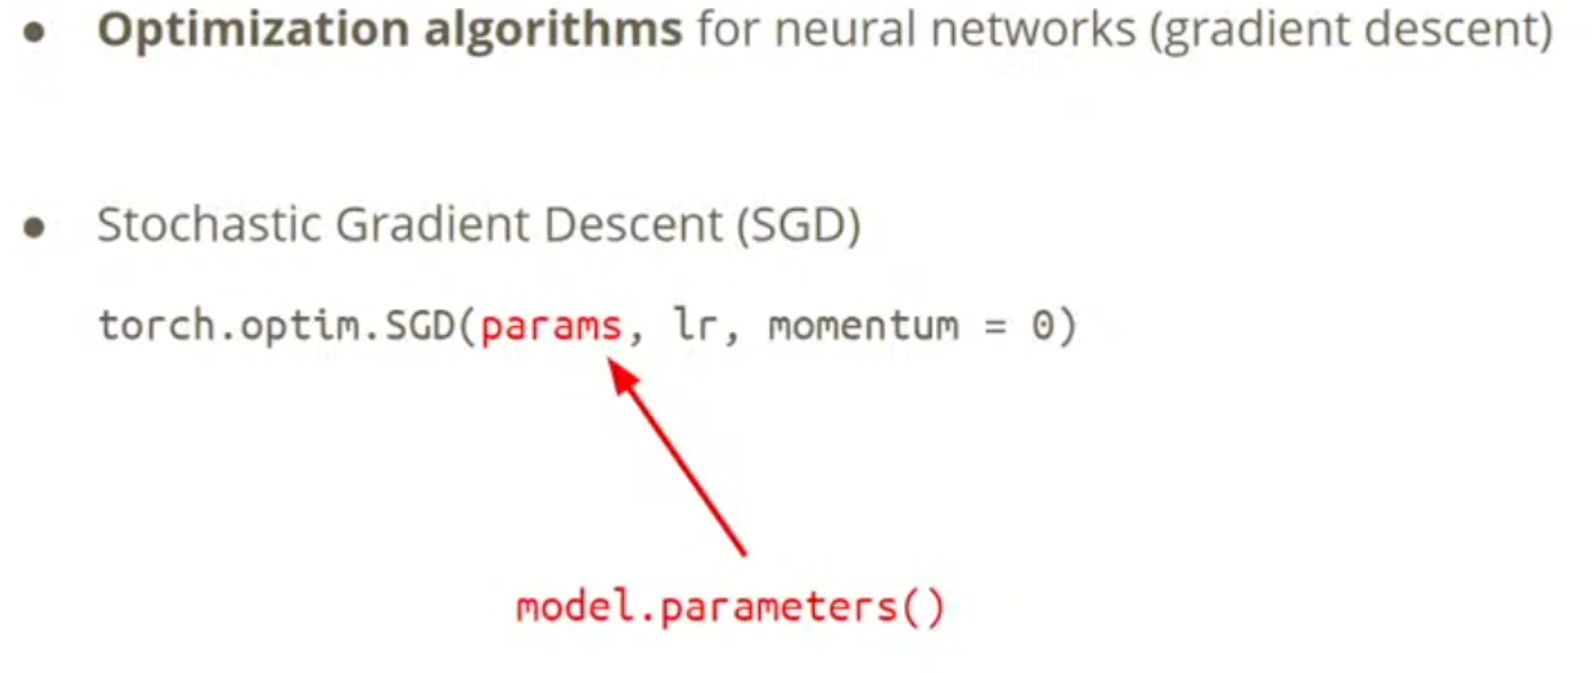 • Optimization algorithms for neural networks (gradient descent)
• Stochastic Gradient Descent (SGD)
torch.optim.SGD(params, lr, momentum = 0)
model.parameters()